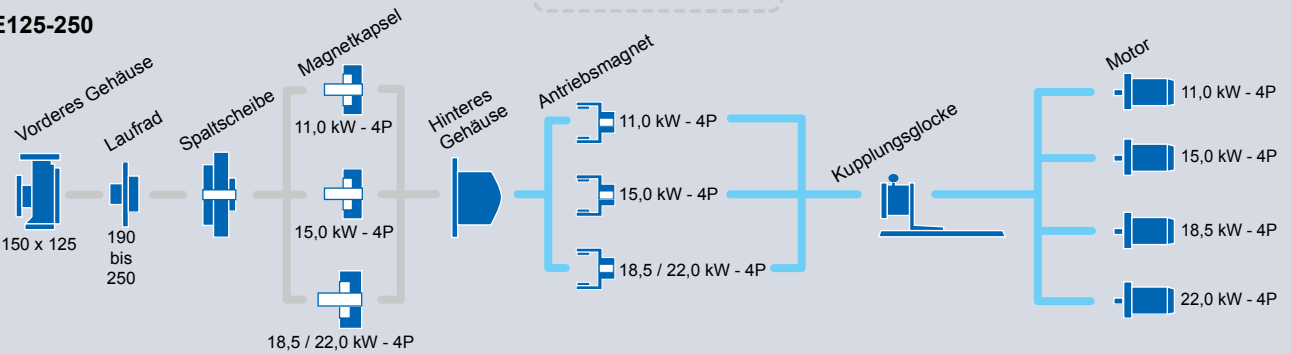 E125-250
Vorderes Gehäuse
150 x 125
Laufrad
190
bis
250
Spaltscheibe
Magnetkapsel
11,0 kW - 4P
15,0 kW - 4P
18,5 / 22,0 kW - 4P
Hinteres
Gehäuse
Antriebsmagnet
11,0 kW - 4P
15,0 kW - 4P
18,5 / 22,0 kW - 4P
Kupplungsglocke
Motor
11,0 kW - 4P
15,0 kW - 4P
18,5 kW - 4P
22,0 kW - 4P